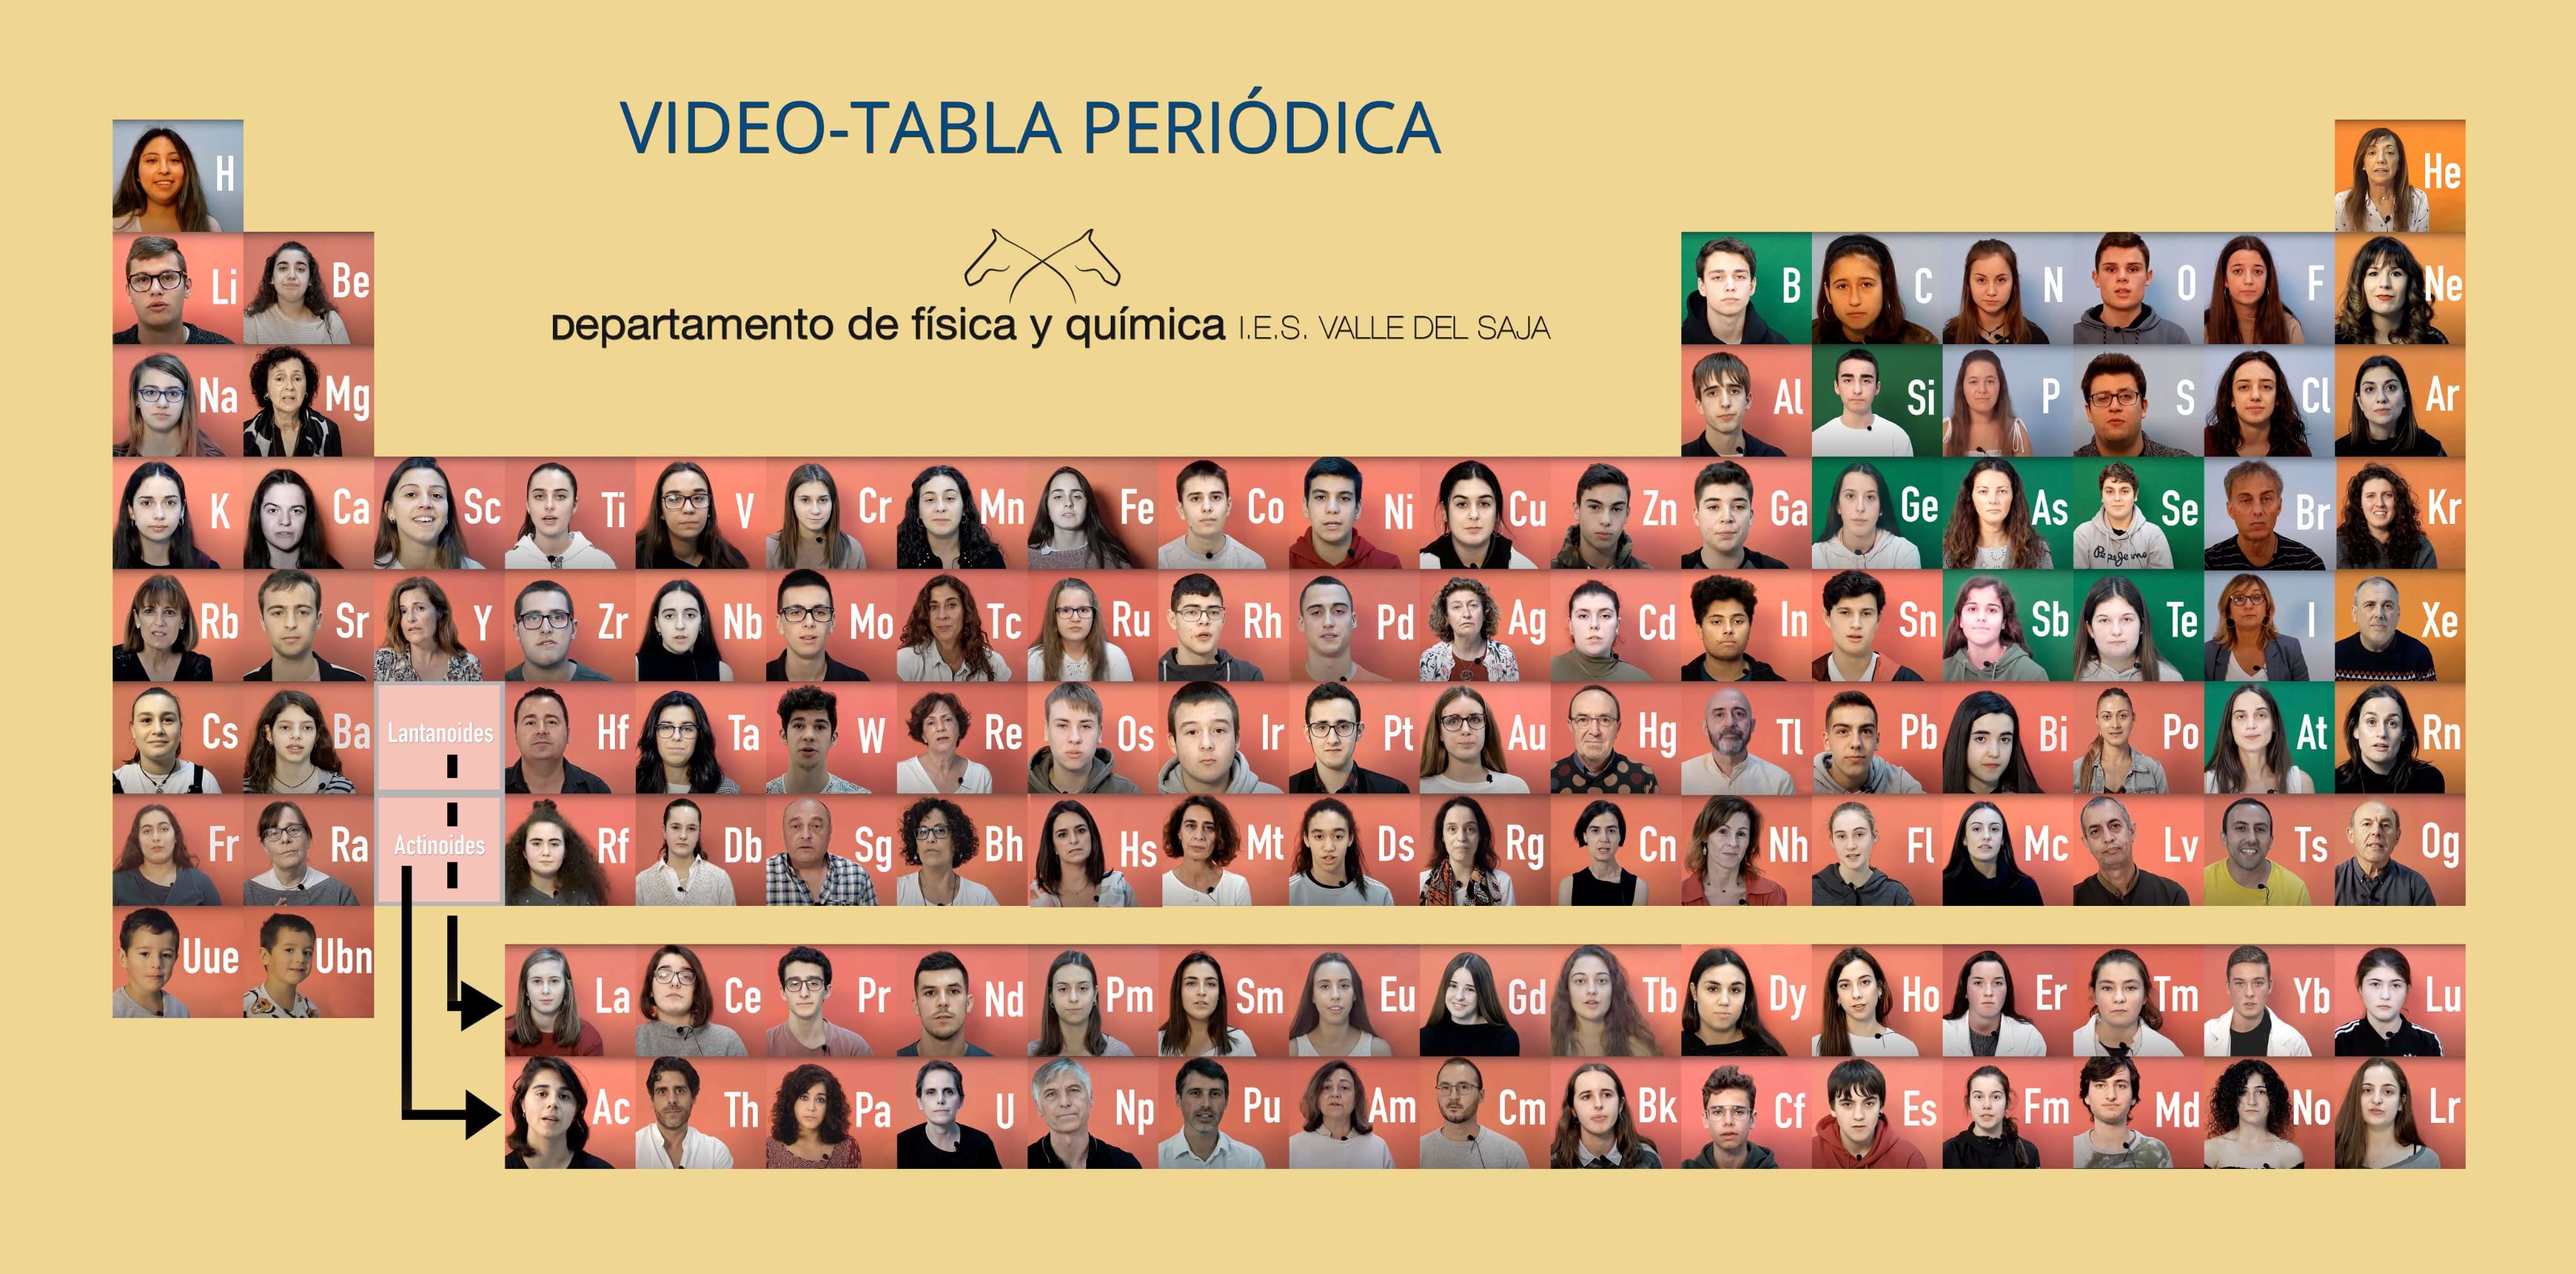 VIDEO-TABLA PERIÓDICA
H He
Departamento de física y química I.E.S. VALLE DEL SAJA
Li Be B C N O F Ne
Na Mg Al Si P S Cl Ar
K Ca Sc Ti V Cr Mn Fe Co Ni Cu Zn Ga Ge As Se Br Kr
Pepe Jeans
Rb Sr Y Zr Nb Mo Tc Ru Rh Pd Ag Cd In Sn Sb Te I Xe
Cs Ba Lantanoides Hf Ta W Re Os Ir Pt Au Hg Tl Pb Bi Po At Rn
Fr Ra Actinoides Rf Db Sg Bh Hs Mt Ds Rg Cn Nh Fl Mc Lv Ts Og
Uue Ubn
La Ce Pr Nd Pm Sm Eu Gd Tb Dy Ho Er Tm Yb Lu
Ac Th Pa U Np Pu Am Cm Bk Cf Es Fm Md No Lr